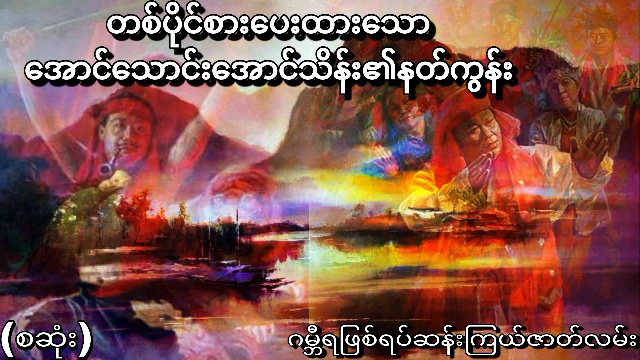 တစ်ပိုင်စားပေးထားသော
အောင်သောင်းအောင်သိန်း၏နတ်ကွန်း
(စဆုံး)
ဂမ္ဘီရဖြစ်ရပ်ဆန်းကြယ်ဇာတ်လမ်း